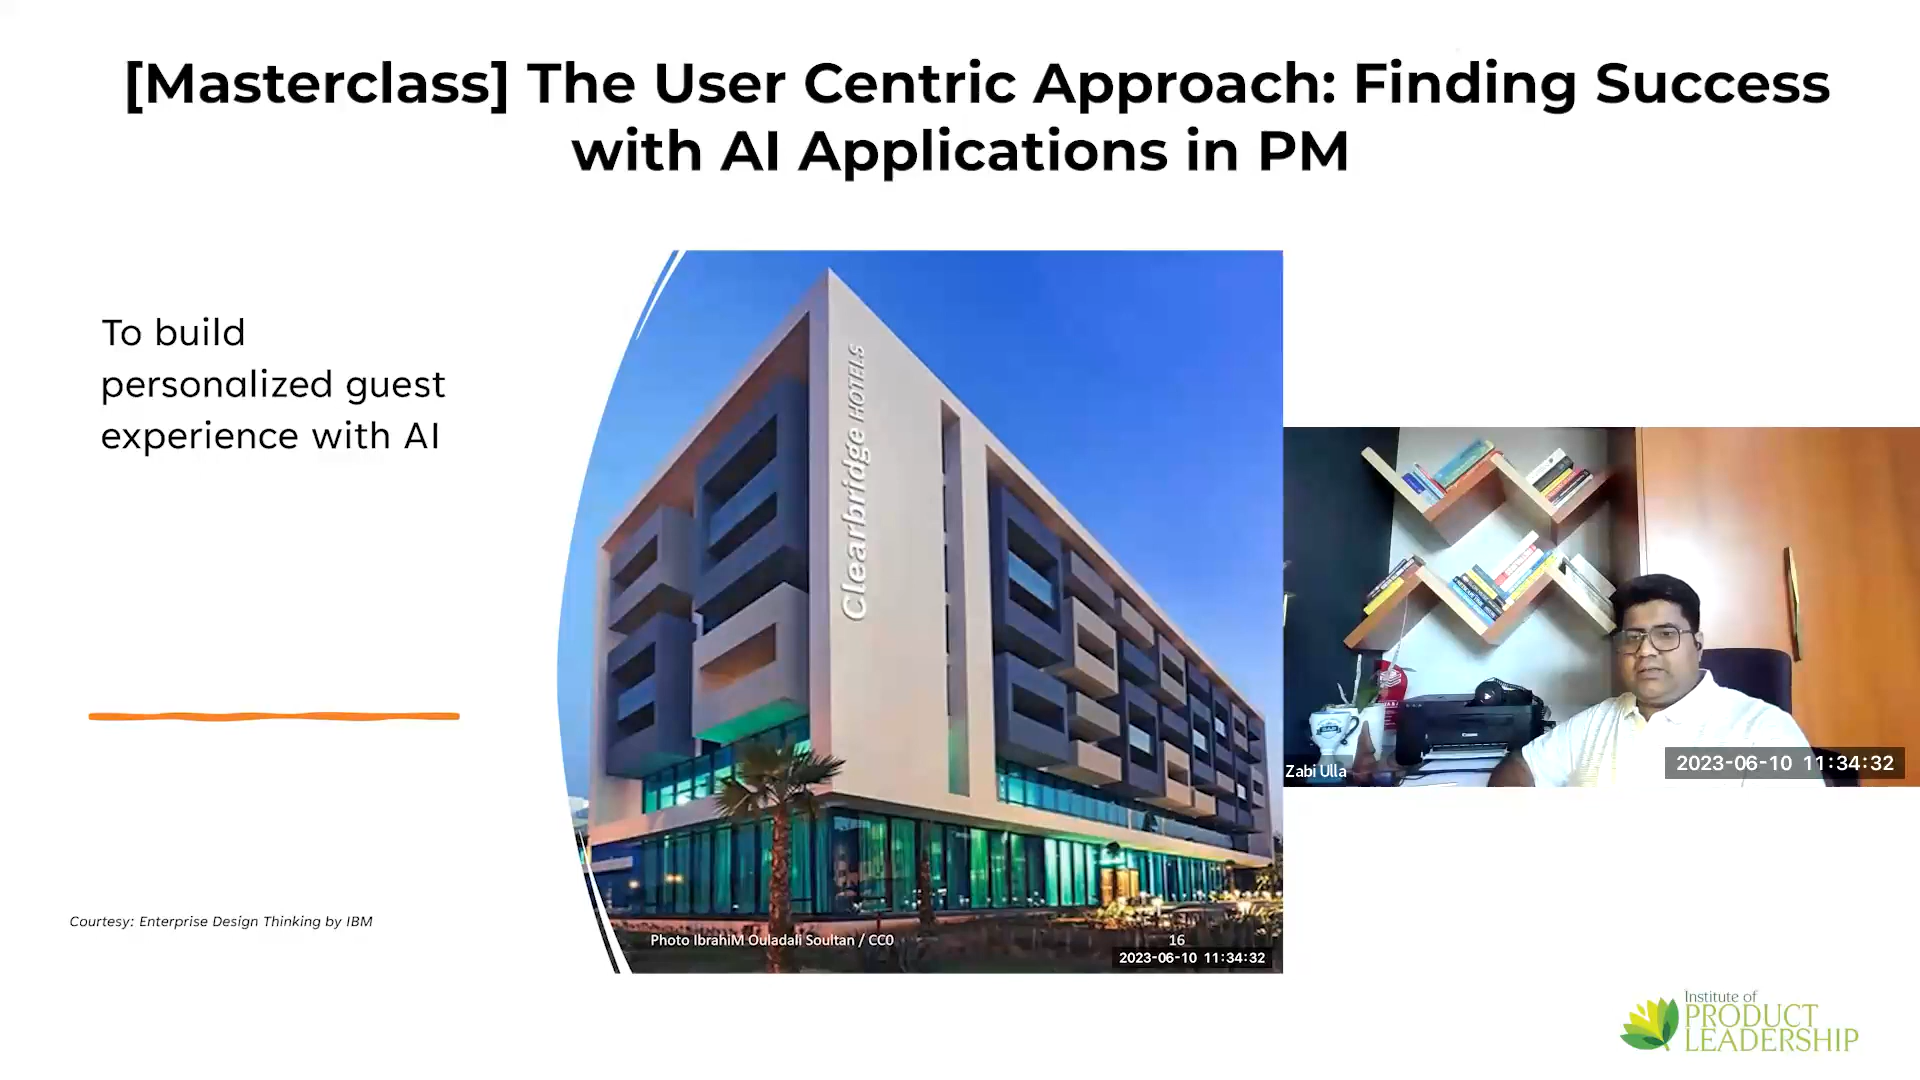 [Masterclass] The User Centric Approach: Finding Success
with AI Applications in PM
To build
personalized guest
experience with AI
Clearbridge HOTELS
Courtesy: Enterprise Design Thinking by IBM
Photo IbrahiM Ouladali Soultan / CC0
16
2023-06-10 11:34:32
Zabi Ulla
2023-06-10 11:34:32
Institute of
PRODUCT
LEADERSHIP